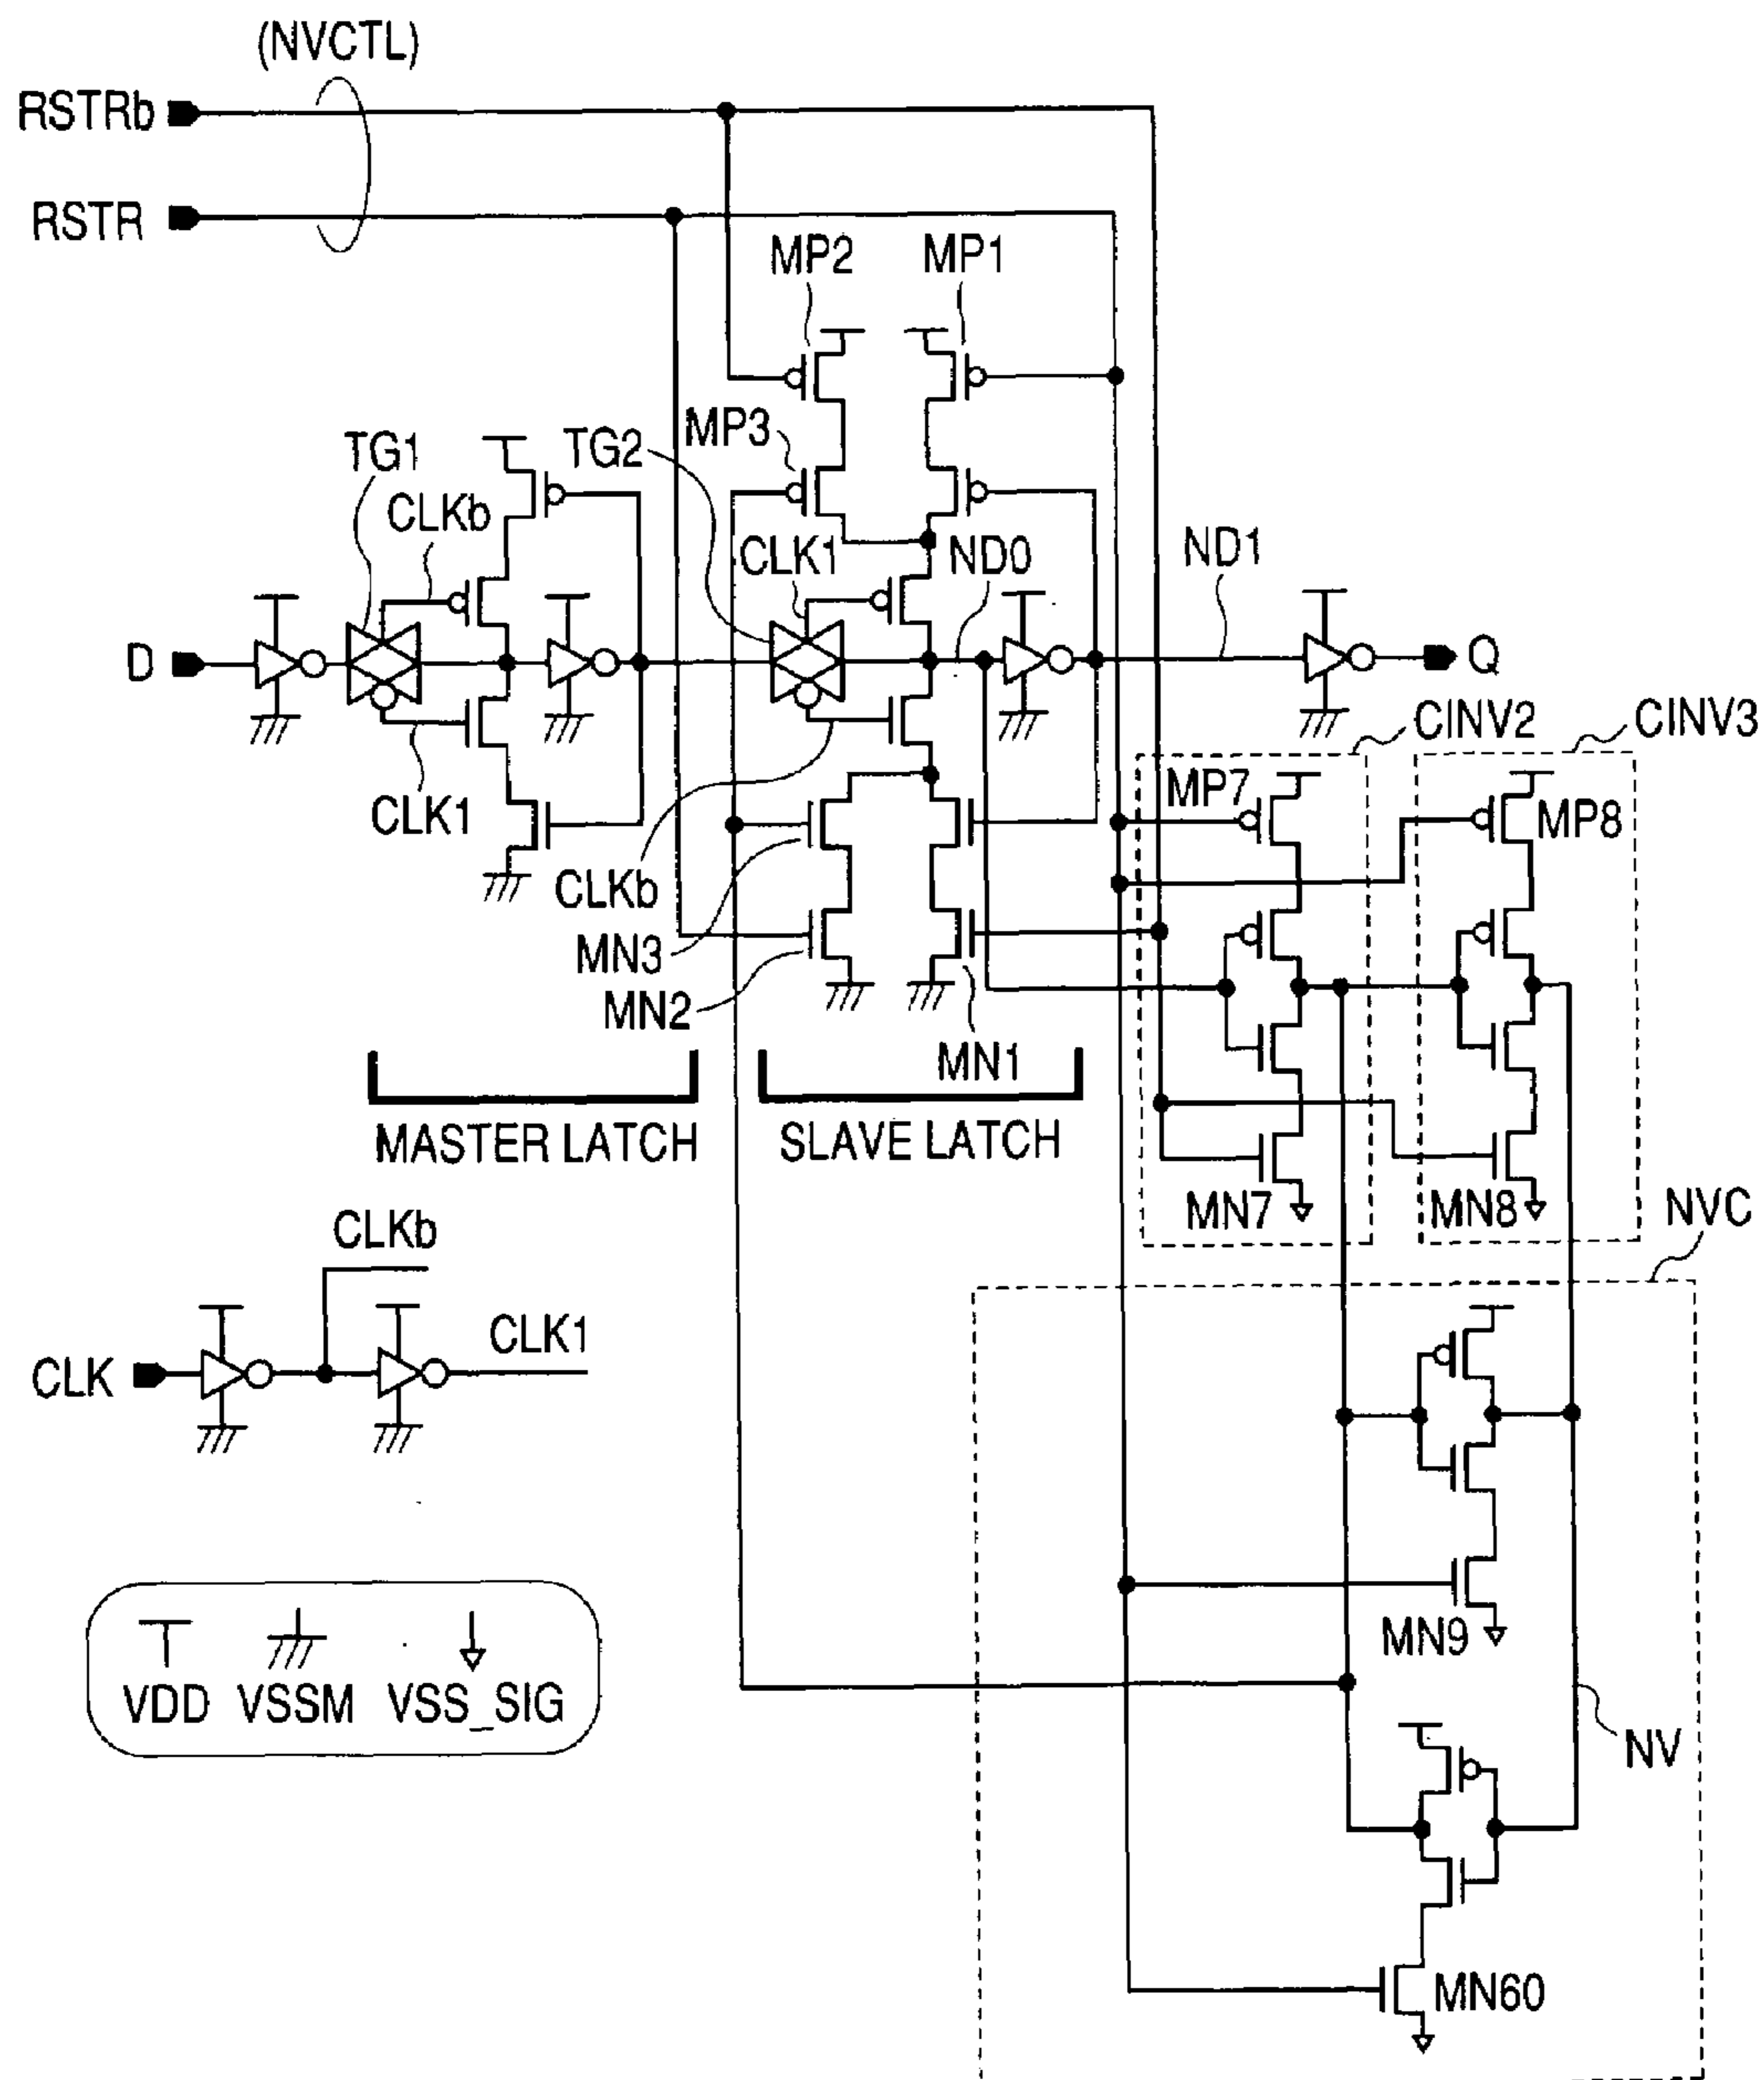 (NVCTL)
RSTRb
RSTR
MP2
MP1
MP3
TG1
TG2
CLKb
CLK1
ND0
ND1
D
Q
CINV2
CINV3
MP7
MP8
CLK1
CLKb
MN3
MN2
MN1
MASTER LATCH
SLAVE LATCH
MN7
MN8
NVC
CLKb
CLK
CLK1
MN9
VDD
VSSM
VSS_SIG
NV
MN60